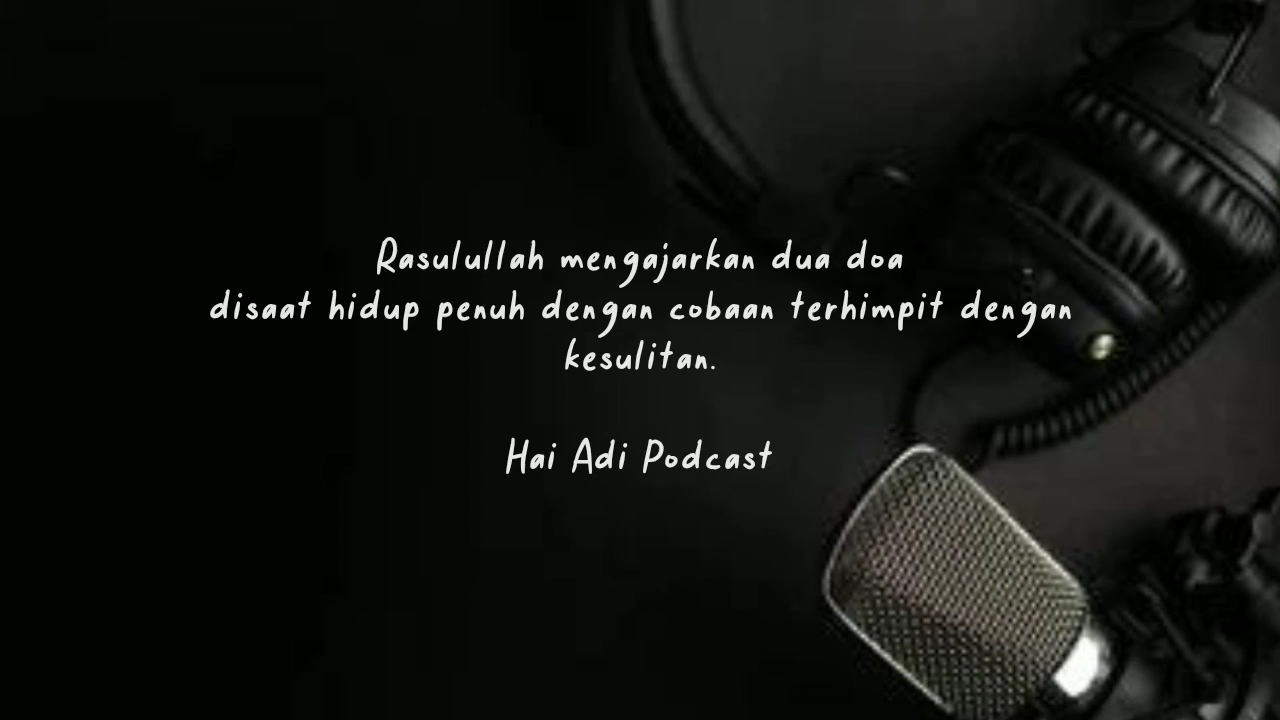 Rasulullah mengajarkan dua doa
disaat hidup penuh dengan cobaan terhimpit dengan
kesulitan.
Hai Adi Podcast